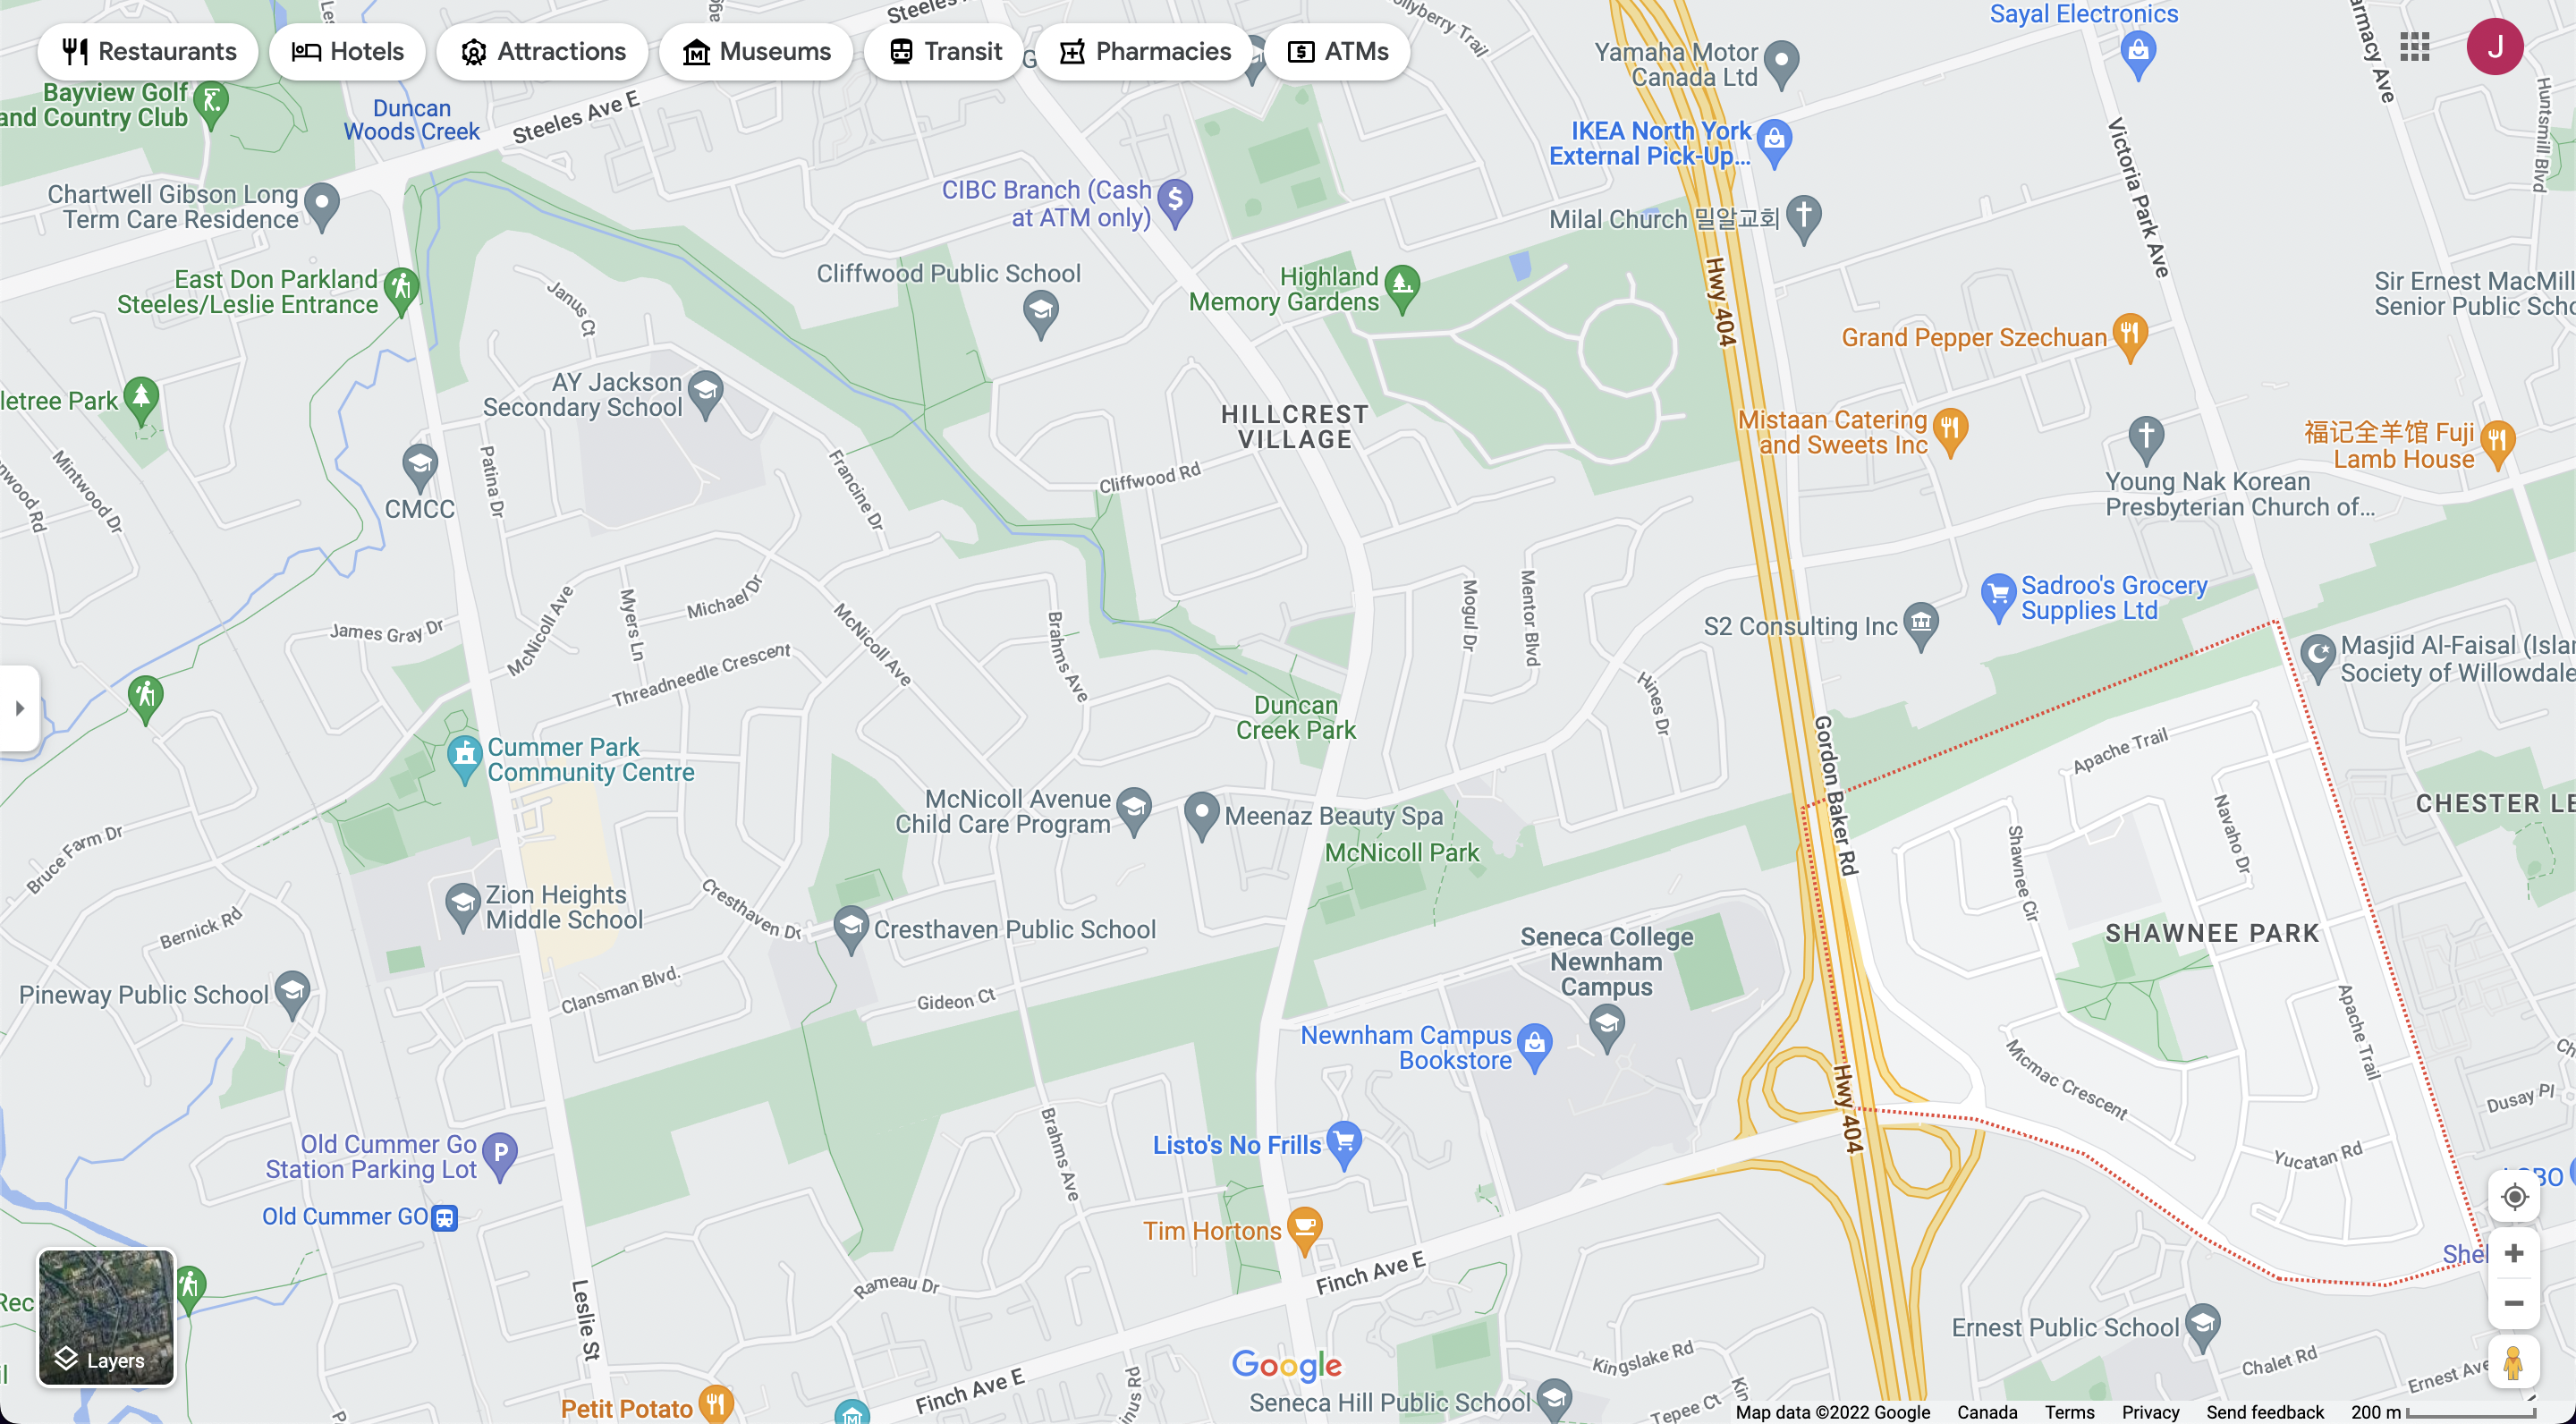 Restaurants
Hotels
Attractions
Museums
Transit
Pharmacies
ATMs
J
Steeles
Sayal Electronics
Yamaha Motor
Canada Ltd
Bayview Golf
and Country Club
Duncan
Woods Creek
Steeles Ave E
Victoria Park Ave
Huntsmill Blvd
IKEA North York
External Pick-Up...
Chartwell Gibson Long
Term Care Residence
CIBC Branch (Cash
at ATM only)
Milal Church 밀알교회
East Don Parkland
Steeles/Leslie Entrance
Janus Ct
Cliffwood Public School
Highland
Memory Gardens
Hwy 404
Sir Ernest MacMill
Senior Public Scho
Grand Pepper Szechuan
AY Jackson
Secondary School
letree Park
HILLCREST
VILLAGE
Mistaan Catering
and Sweets Inc
福记全羊馆 Fuji
Lamb House
Mintwood Dr
nwood Rd
CMCC
Patina Dr
Francine Dr
Cliffwood Rd
Young Nak Korean
Presbyterian Church of...
McNicoll Ave
Myers Ln
Michael Dr
McNicoll Ave
Brahms Ave
Mogul Dr
Mentor Blvd
Sadroo's Grocery
Supplies Ltd
S2 Consulting Inc
James Gray Dr
Threadneedle Crescent
Masjid Al-Faisal (Islam
Society of Willowdale
Hines Dr
Duncan
Creek Park
Gordon Baker Rd
Apache Trail
Cummer Park
Community Centre
Navaho Dr
CHESTER LE
McNicoll Avenue
Child Care Program
Meenaz Beauty Spa
McNicoll Park
Shawnee Cir
Bruce Farm Dr
Zion Heights
Middle School
Cresthaven Dr
Cresthaven Public School
Bernick Rd
SHAWNEE PARK
Seneca College
Newnham
Campus
Pineway Public School
Clansman Blvd.
Gideon Ct
Apache Trail
Newnham Campus
Bookstore
Micmac Crescent
Hwy 404
Dusay Pl
Old Cummer Go
Station Parking Lot
P
Brahms Ave
Listo's No Frills
Yucatan Rd
OBO
Old Cummer GO
Tim Hortons
Shel
Finch Ave E
Rameau Dr
Leslie St
Rec
Layers
Ernest Public School
Kingslake Rd
Chalet Rd
Ernest Ave
Google
Finch Ave E
Petit Potato
Seneca Hill Public School
Tepee Ct
Map data ©2022 Google
Canada
Terms
Privacy
Send feedback
200 m